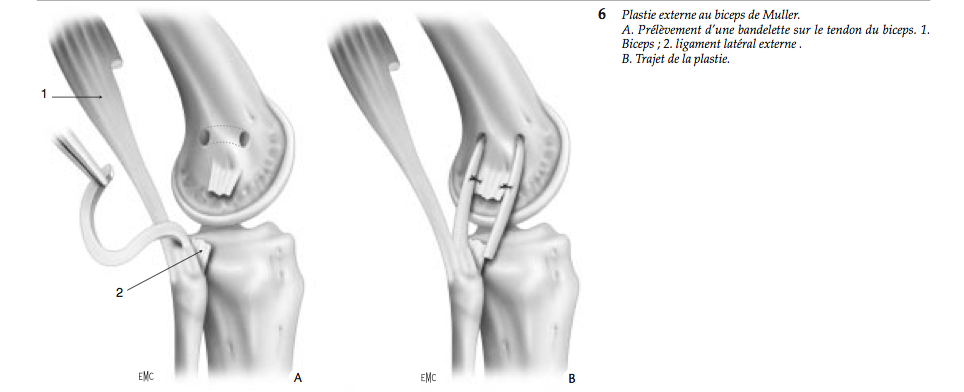 6 Plastie externe au biceps de Muller.
A. Prélèvement d'une bandelette sur le tendon du biceps. 1.
Biceps ; 2. ligament latéral externe .
B. Trajet de la plastie.
1
2
EMC
A
EMC
B